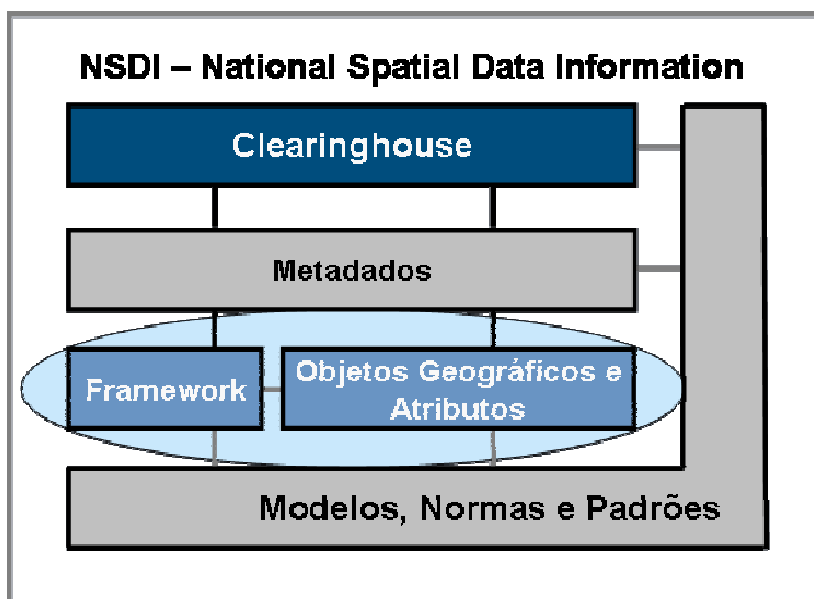 NSDI – National Spatial Data Information
Clearinghouse
Metadados
Framework
Objetos Geográficos e
Atributos
Modelos, Normas e Padrões